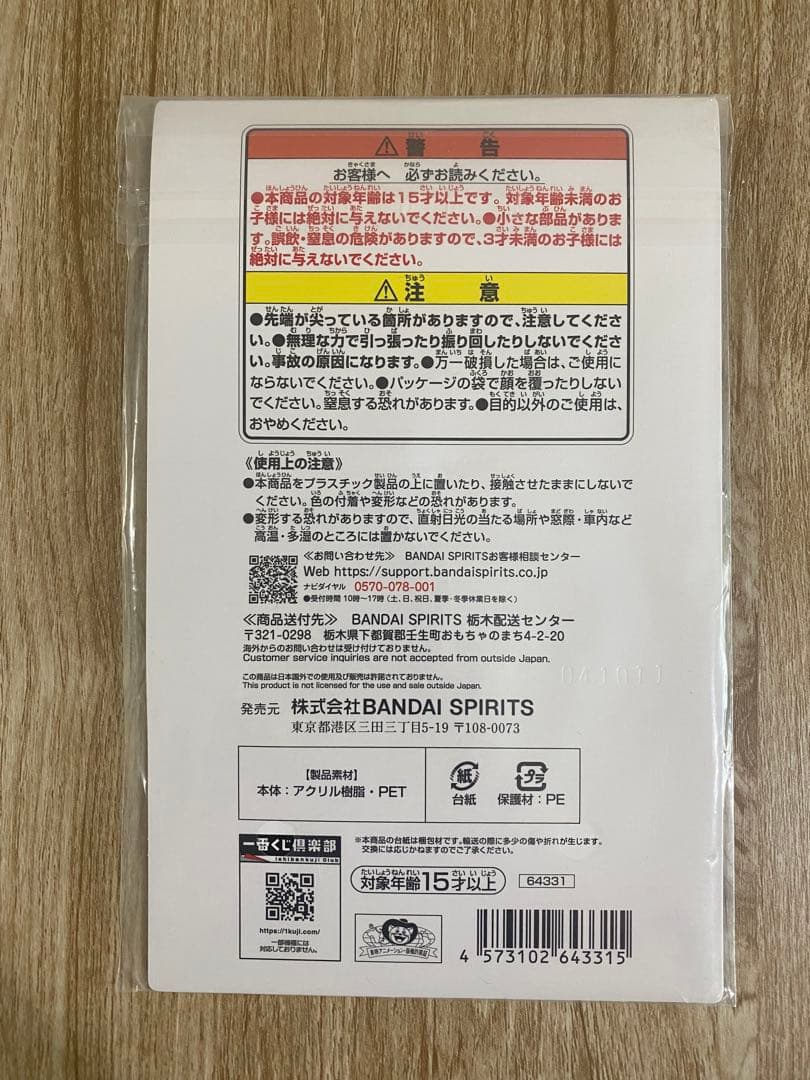 ⚠警告
お客様へ 必ずお読みください。
●本商品の対象年齢は15才以上です。対象年齢未満のお
子様には絶対に与えないでください。●小さな部品がありま
す。誤飲・窒息の危険がありますので、3才未満のお子様には
絶対に与えないでください。
⚠注意
●先端が尖っている箇所がありますので、注意してくださ
い。●無理な力で引っ張ったり振り回したりしないでくださ
い。事故の原因になります。●万一破損した場合は、ご使用に
ならないでください。●パッケージの袋で顔を覆ったりしない
でください。窒息する恐れがあります。●目的以外のご使用は、
おやめください。
《使用上の注意》
●本商品をプラスチック製品の上に置いたり、接触させたままにしないで
ください。色の付着や変形などの恐れがあります。
●変形する恐れがありますので、直射日光の当たる場所や窓際・車内など
高温・多湿のところには置かないでください。
≪お問い合わせ先≫ BANDAI SPIRITSお客様相談センター
Web https://support.bandaispirits.co.jp
ナビダイヤル 0570-078-001
●受付時間 10時〜17時(土、日、祝日、夏季・冬季休業日を除く)
≪商品送付先≫ BANDAI SPIRITS 栃木配送センター
〒321-0298 栃木県下都賀郡壬生町おもちゃのまち4-2-20
海外からのお問い合わせは受け付けておりません。
Customer service inquiries are not accepted from outside Japan.
041011
この商品は日本国外での使用及び販売は許諾されておりません。
This product is not licensed for the use and sale outside Japan.
発売元 株式会社BANDAI SPIRITS
東京都港区三田三丁目5-19 〒108-0073
【製品素材】
本体:アクリル樹脂・PET
紙
台紙
プラ
保護材:PE
一番くじ倶楽部
Ichibankuji Club
https://1kuji.com/
一部機種には
対応しておりません。
※本商品の台紙は梱包材です。輸送の際に多少の傷や折れが生じます。
交換には応じかねますのでご了承ください。
対象年齢15才以上
64331
東映アニメーション・版権許諾証
4 573102 643315